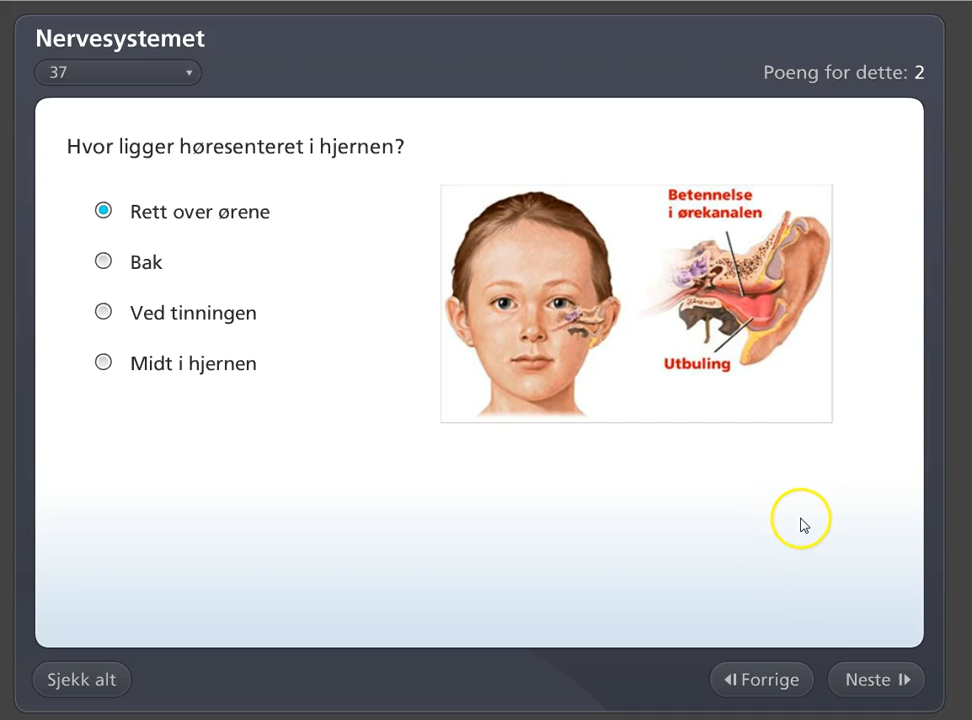 Nervesystemet
37
Poeng for dette: 2
Hvor ligger høresenteret i hjernen?
Rett over ørene
Bak
Ved tinningen
Midt i hjernen
Betennelse
i ørekanalen
Utbuling
Sjekk alt
Forrige
Neste